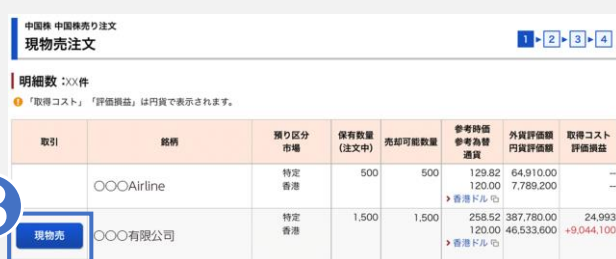 中国株 中国株売り注文
現物売注文
1 ▶ 2 ▶ 3 ▶ 4
明細数：XX件
「取得コスト」「評価損益」は円貨で表示されます。
取引 銘柄 預り区分 市場 保有数量 (注文中) 売却可能数量 参考時価 参考為替 通貨 外貨評価額 円貨評価額 取得コスト 評価損益
○○○Airline 特定 香港 500 500 129.82 120.00 香港ドル 64,910.00 7,789,200 -- --
現物売 ○○○有限公司 特定 香港 1,500 1,500 258.52 120.00 香港ドル 387,780.00 46,533,600 24,993 +9,044,100